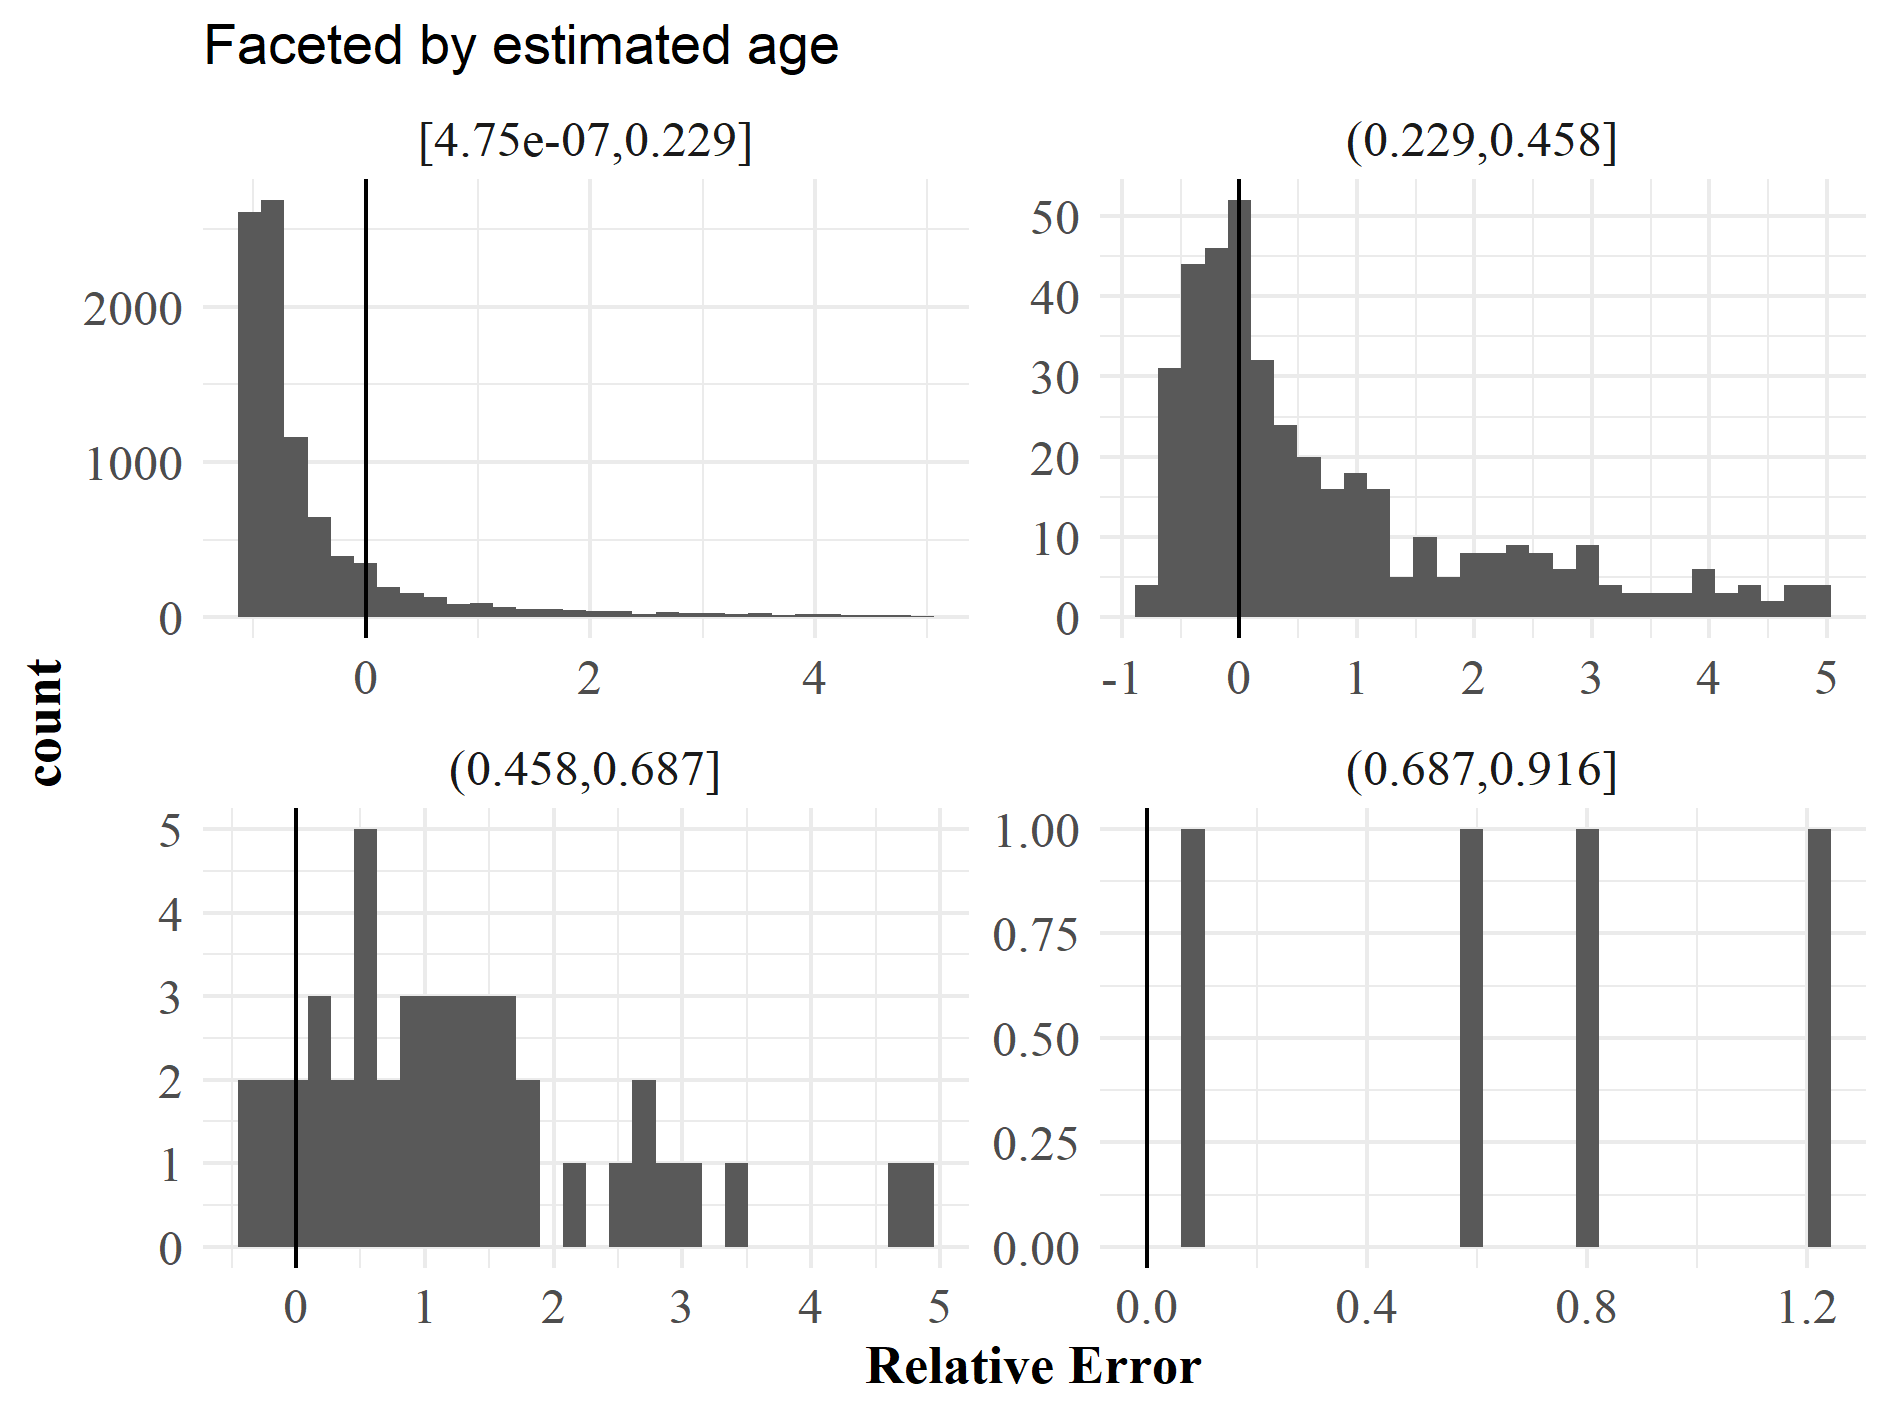 Faceted by estimated age
[4.75e-07,0.229]
(0.229,0.458]
2000
1000
0
50
40
30
20
10
0
0 2 4
-1 0 1 2 3 4 5
count
(0.458,0.687]
(0.687,0.916]
5
4
3
2
1
0
1.00
0.75
0.50
0.25
0.00
0 1 2 3 4 5
0.0 0.4 0.8 1.2
Relative Error